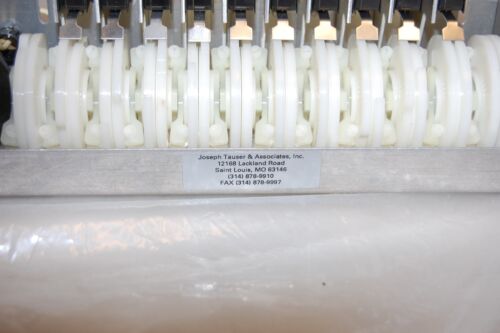 Joseph Tauser & Associates, Inc.
12168 Lackland Road
Saint Louis, MO 63146
(314) 878-9910
FAX (314) 878-9997